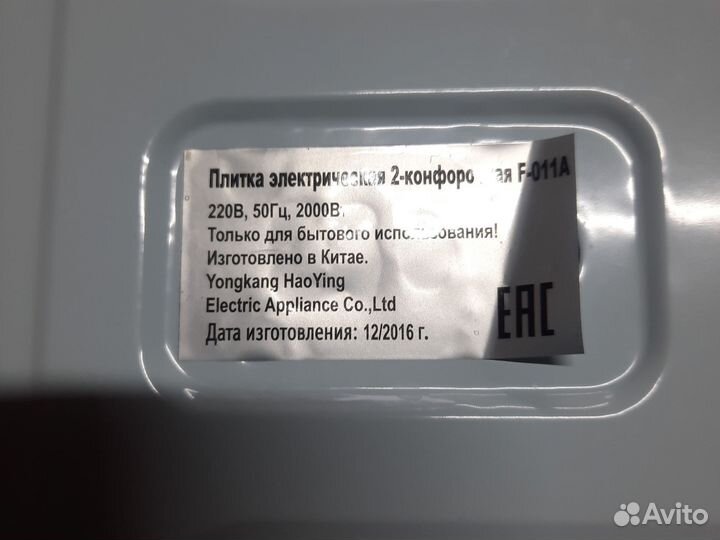 Плитка электрическая 2-конфорочная F-011A
220В, 50Гц, 2000В
Только для бытового использования!
Изготовлено в Китае.
Yongkang HaoYing
Electric Appliance Co.,Ltd
Дата изготовления: 12/2016 г.
EAC
Avito